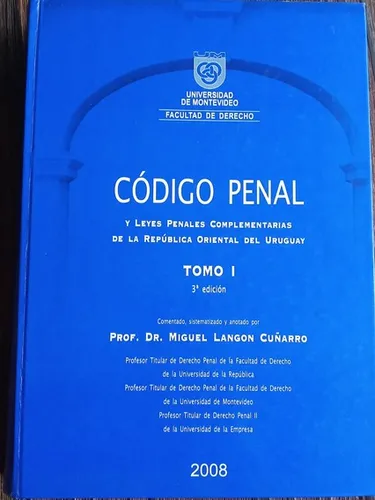 UM
UNIVERSIDAD
DE MONTEVIDEO
FACULTAD DE DERECHO
CÓDIGO PENAL
Y LEYES PENALES COMPLEMENTARIAS
DE LA REPÚBLICA ORIENTAL DEL URUGUAY
TOMO I
3ª edición
Comentado, sistematizado y anotado por
PROF. DR. MIGUEL LANGON CUÑARRO
Profesor Titular de Derecho Penal de la Facultad de Derecho
de la Universidad de la República
Profesor Titular de Derecho Penal de la Facultad de Derecho
de la Universidad de Montevideo
Profesor Titular de Derecho Penal II
de la Universidad de la Empresa
2008